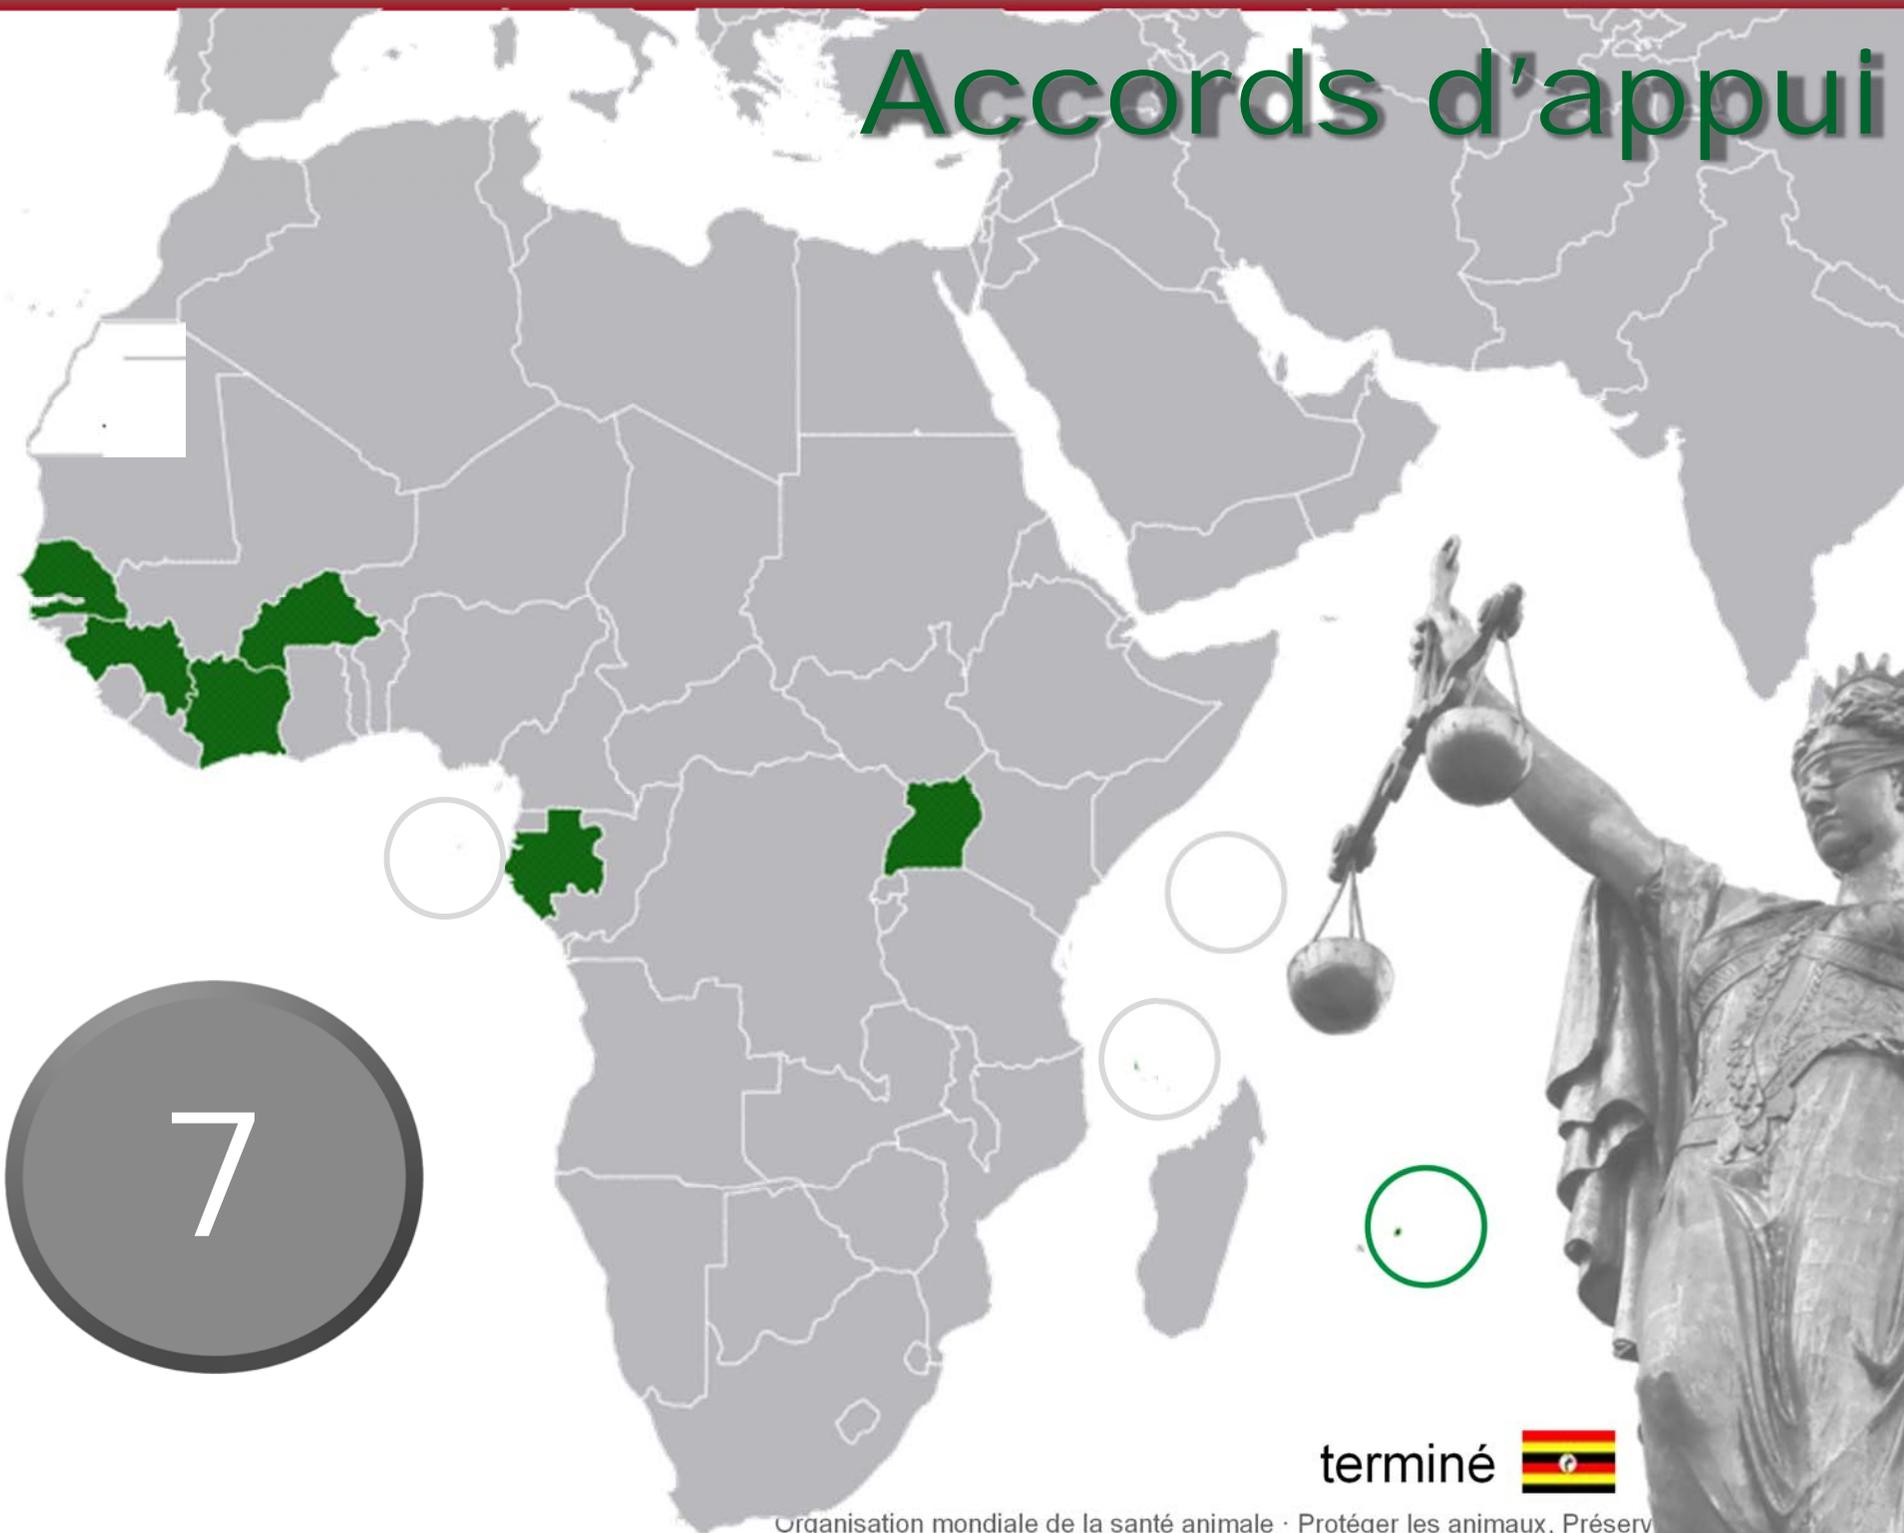 Accords d’appui
7
terminé
Organisation mondiale de la santé animale · Protéger les animaux, Préserv